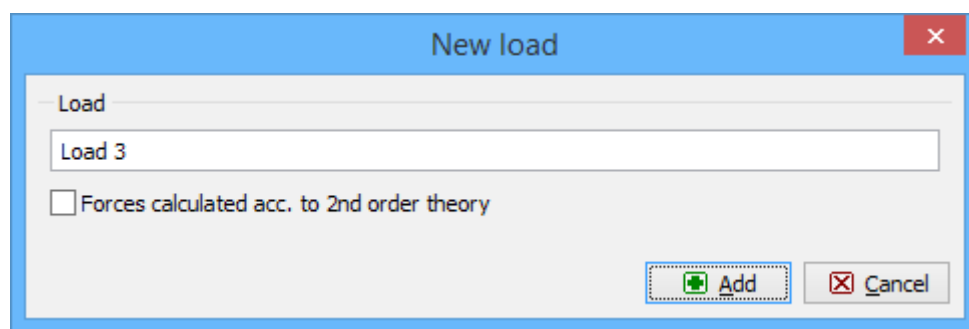 New load
Load
Load 3
Forces calculated acc. to 2nd order theory
Add Cancel